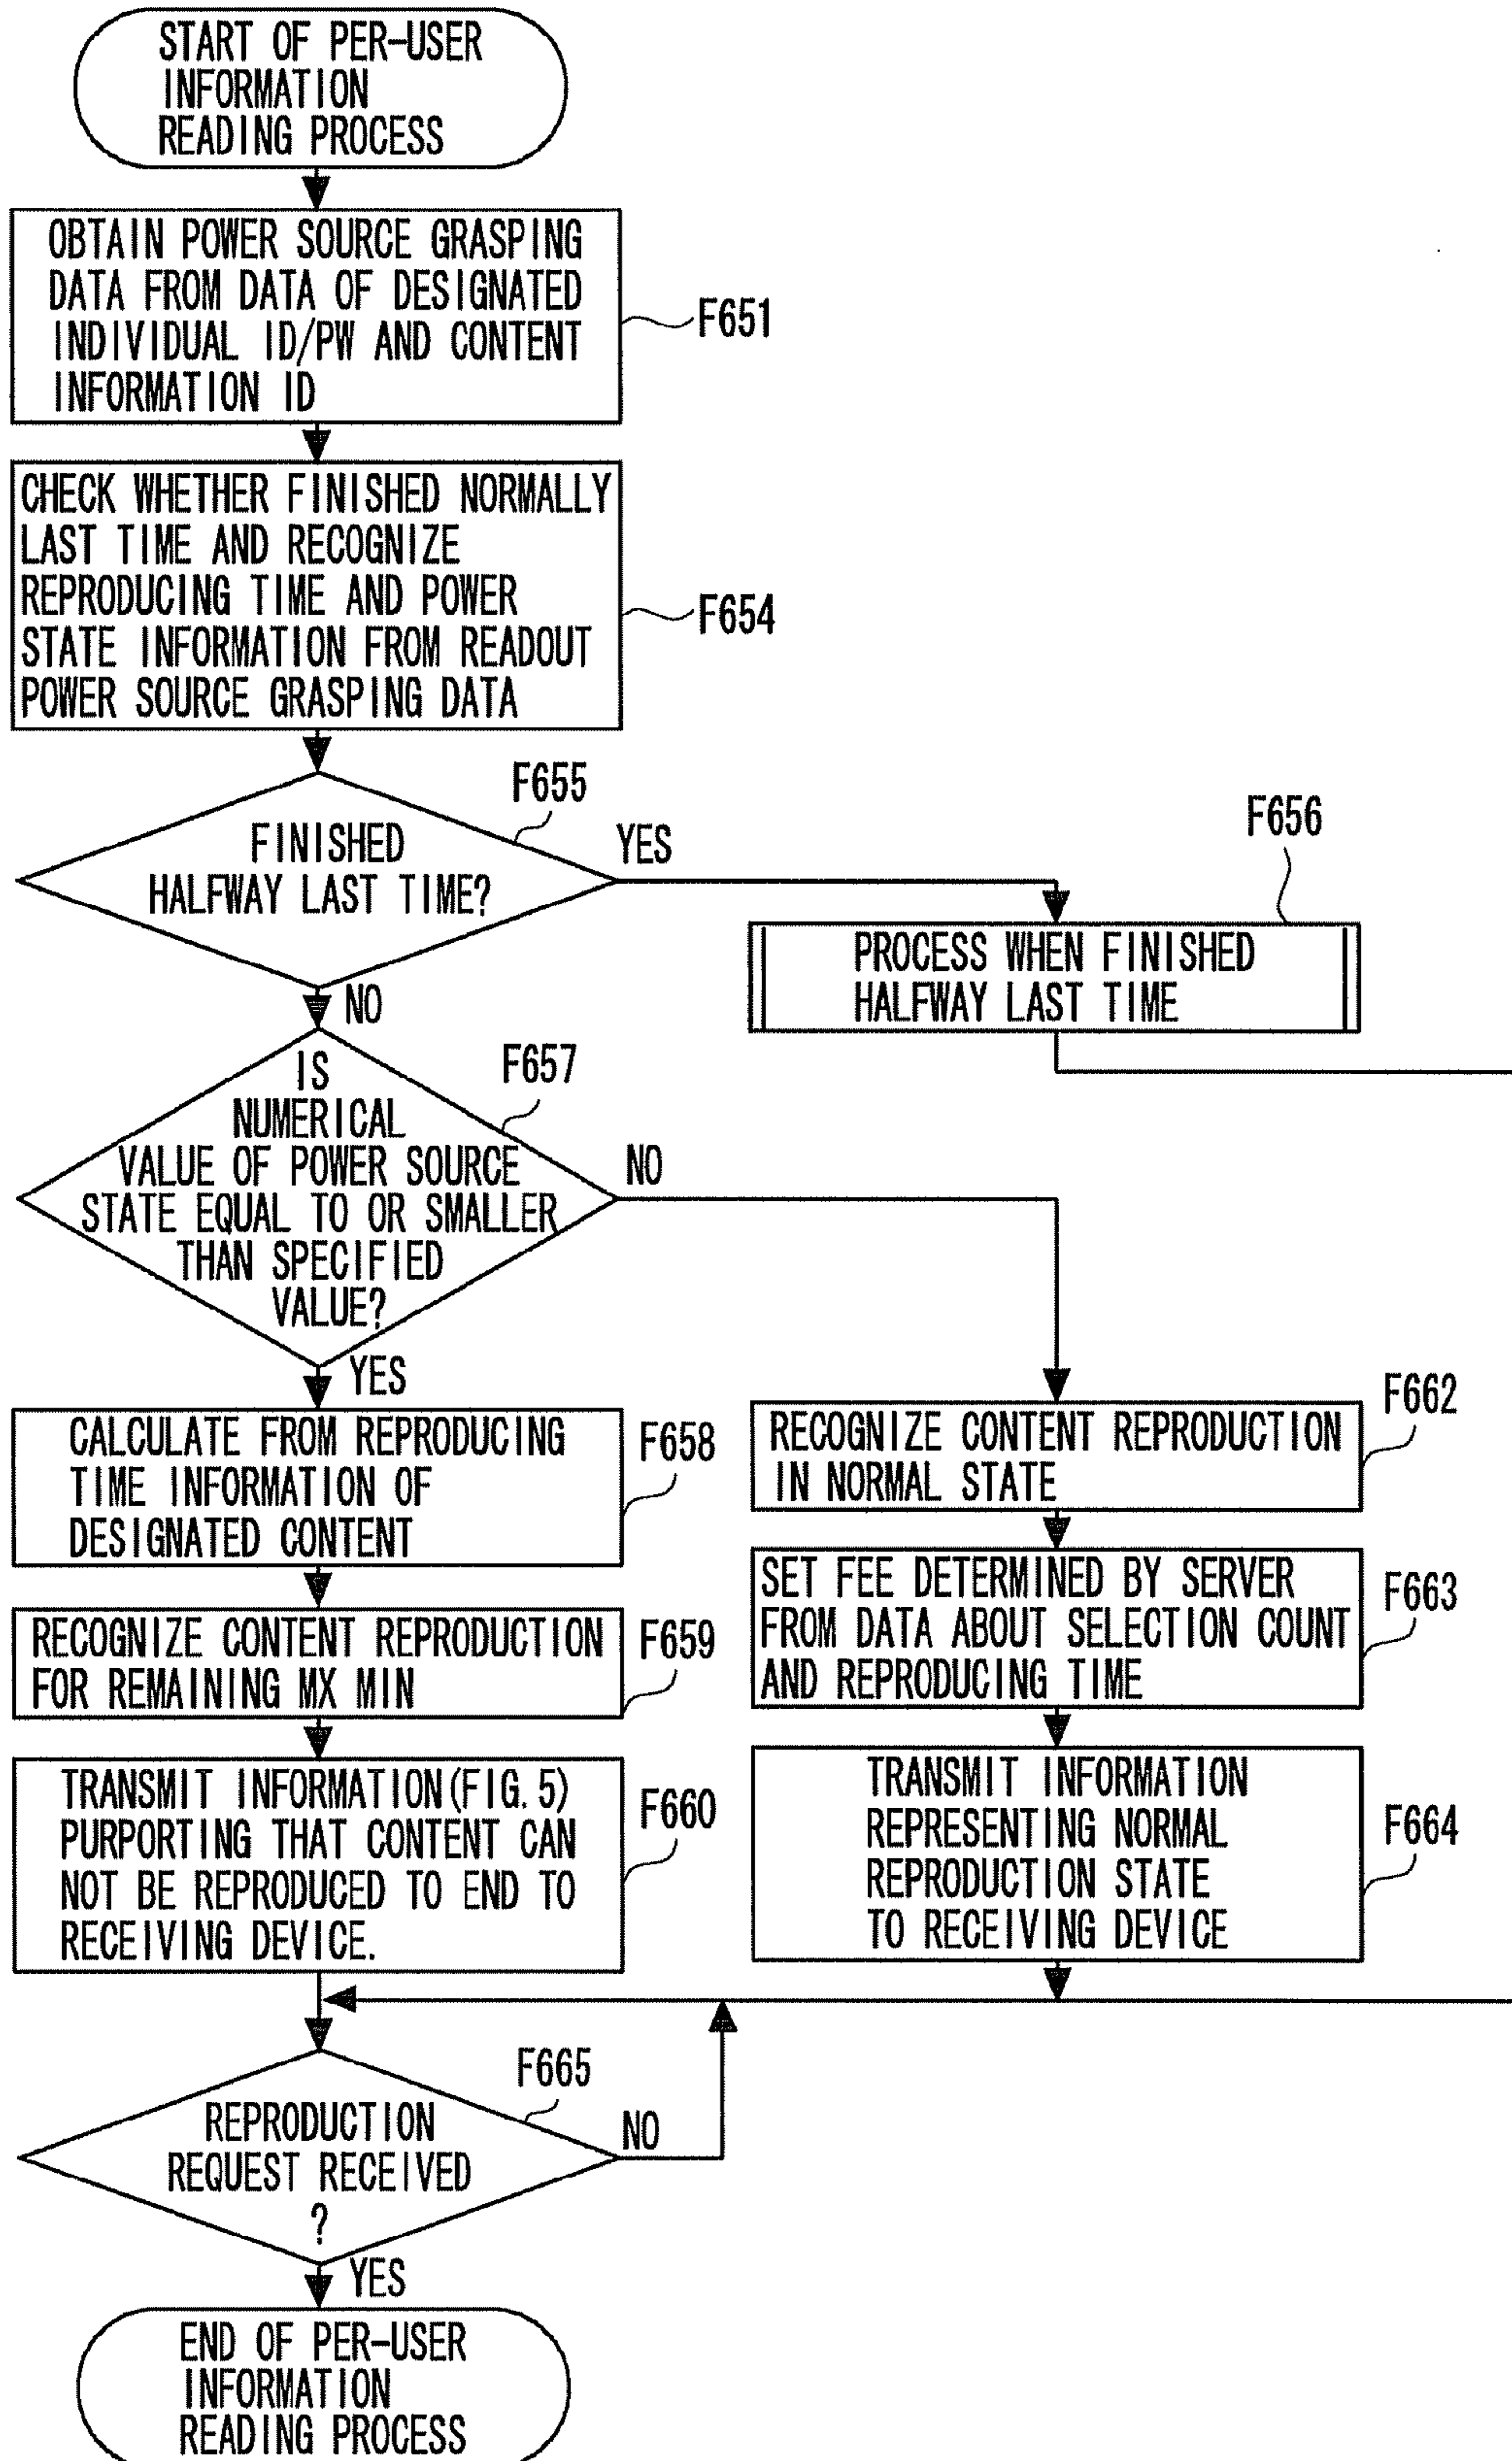 START OF PER-USER
INFORMATION
READING PROCESS
OBTAIN POWER SOURCE GRASPING
DATA FROM DATA OF DESIGNATED
INDIVIDUAL ID/PW AND CONTENT
INFORMATION ID
F651
CHECK WHETHER FINISHED NORMALLY
LAST TIME AND RECOGNIZE
REPRODUCING TIME AND POWER
STATE INFORMATION FROM READOUT
POWER SOURCE GRASPING DATA
F654
F655
FINISHED
HALFWAY LAST TIME?
YES
NO
F656
PROCESS WHEN FINISHED
HALFWAY LAST TIME
F657
IS
NUMERICAL
VALUE OF POWER SOURCE
STATE EQUAL TO OR SMALLER
THAN SPECIFIED
VALUE?
NO
YES
CALCULATE FROM REPRODUCING
TIME INFORMATION OF
DESIGNATED CONTENT
F658
RECOGNIZE CONTENT REPRODUCTION
FOR REMAINING MX MIN
F659
TRANSMIT INFORMATION(FIG.5)
PURPORTING THAT CONTENT CAN
NOT BE REPRODUCED TO END TO
RECEIVING DEVICE.
F660
F662
RECOGNIZE CONTENT REPRODUCTION
IN NORMAL STATE
SET FEE DETERMINED BY SERVER
FROM DATA ABOUT SELECTION COUNT
AND REPRODUCING TIME
F663
TRANSMIT INFORMATION
REPRESENTING NORMAL
REPRODUCTION STATE
TO RECEIVING DEVICE
F664
F665
REPRODUCTION
REQUEST RECEIVED
?
NO
YES
END OF PER-USER
INFORMATION
READING PROCESS